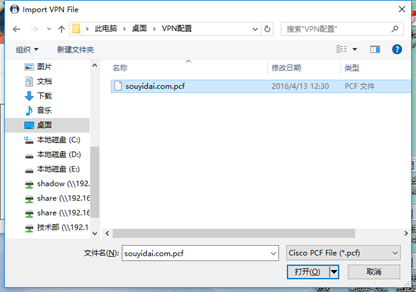 Import VPN File
此电脑 > 桌面 > VPN配置
搜索"VPN配置"
组织
新建文件夹
名称 修改日期 类型
souyidai.com.pcf 2016/4/13 12:30 PCF 文件
图片
文档
下载
音乐
桌面
本地磁盘 (C:)
本地磁盘 (D:)
本地磁盘 (E:)
shadow (\\192.
share (\\192.16
share (\\192.16
技术部 (\\192.1
文件名(N): souyidai.com.pcf Cisco PCF File (*.pcf)
打开(O) 取消